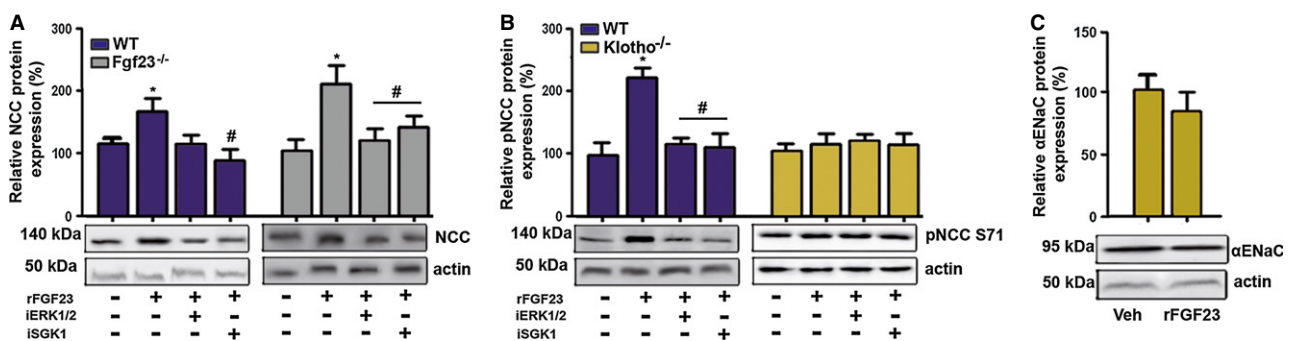 A
Relative NCC protein
expression (%)
300
200
100
0
WT
Fgf23-/-
*
#
*
#
140 kDa
NCC
50 kDa
actin
rFGF23 - + + + - + + +
iERK1/2 - - + - - - + -
iSGK1 - - - + - - - +
B
Relative pNCC protein
expression (%)
300
200
100
0
WT
Klotho-/-
*
#
140 kDa
pNCC S71
50 kDa
actin
rFGF23 - + + + - + + +
iERK1/2 - - + - - - + -
iSGK1 - - - + - - - +
C
Relative αENaC protein
expression (%)
150
100
50
0
95 kDa
αENaC
50 kDa
actin
Veh rFGF23